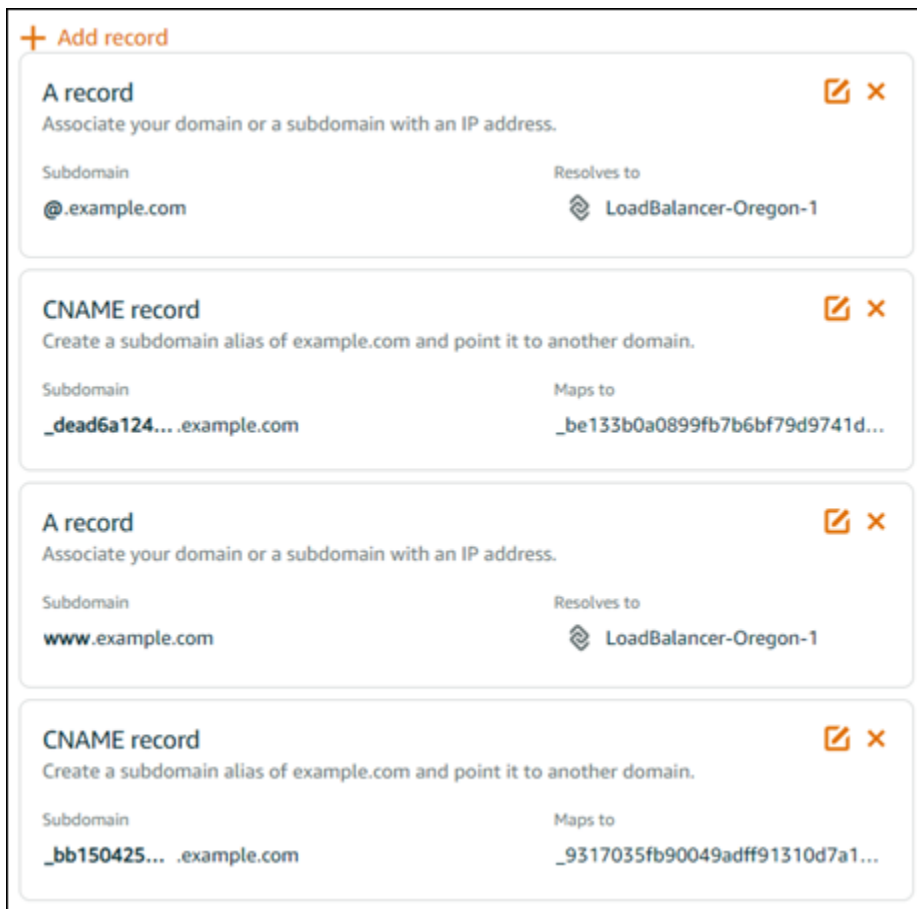 + Add record
A record
Associate your domain or a subdomain with an IP address.
Subdomain
Resolves to
@.example.com
LoadBalancer-Oregon-1
CNAME record
Create a subdomain alias of example.com and point it to another domain.
Subdomain
Maps to
_dead6a124... .example.com
_be133b0a0899fb7b6bf79d9741d...
A record
Associate your domain or a subdomain with an IP address.
Subdomain
Resolves to
www.example.com
LoadBalancer-Oregon-1
CNAME record
Create a subdomain alias of example.com and point it to another domain.
Subdomain
Maps to
_bb150425... .example.com
_9317035fb90049adff91310d7a1...